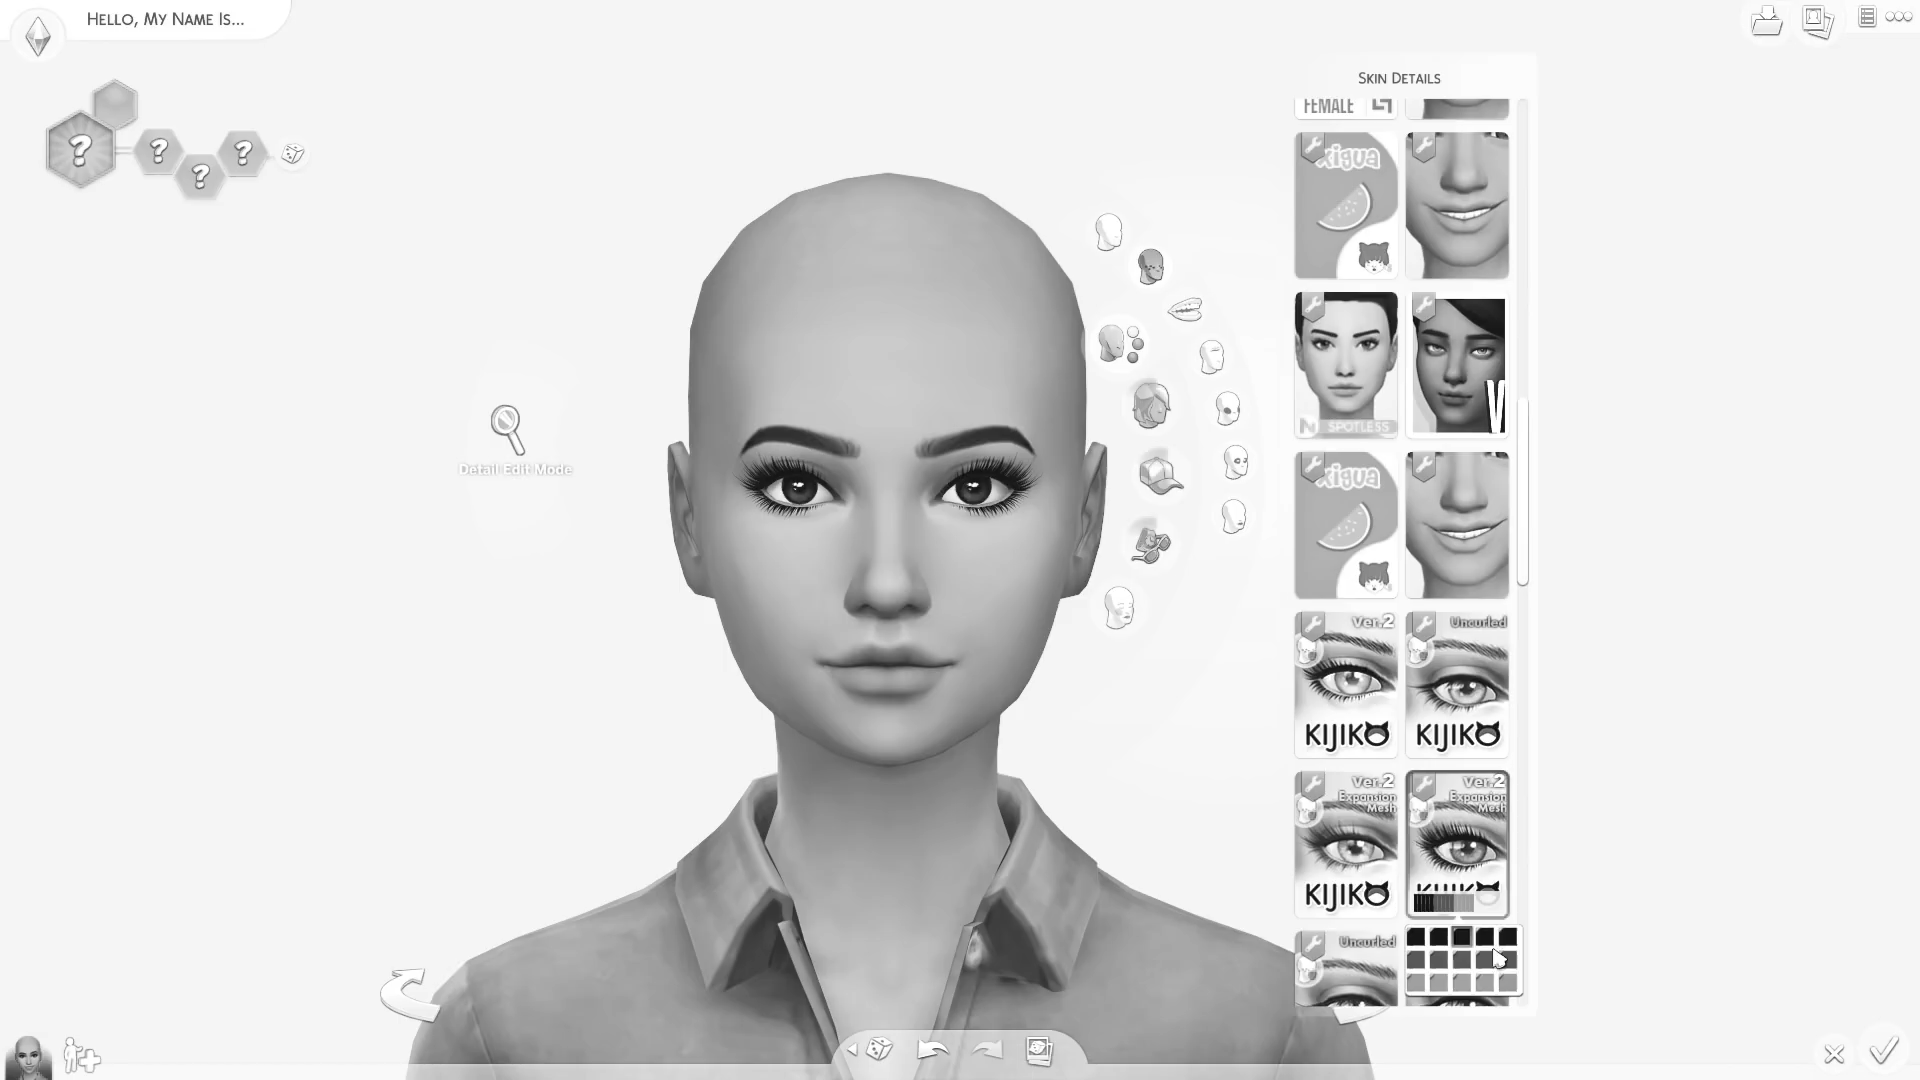 Hello, My Name Is...
Skin Details
FEMALE
xigua
SPOTLESS
xigua
Detail Edit Mode
Ver.2
KIJIKO
Uncurled
KIJIKO
Ver.2
Expansion
Mesh
KIJIKO
Ver.2
Expansion
Mesh
Uncurled